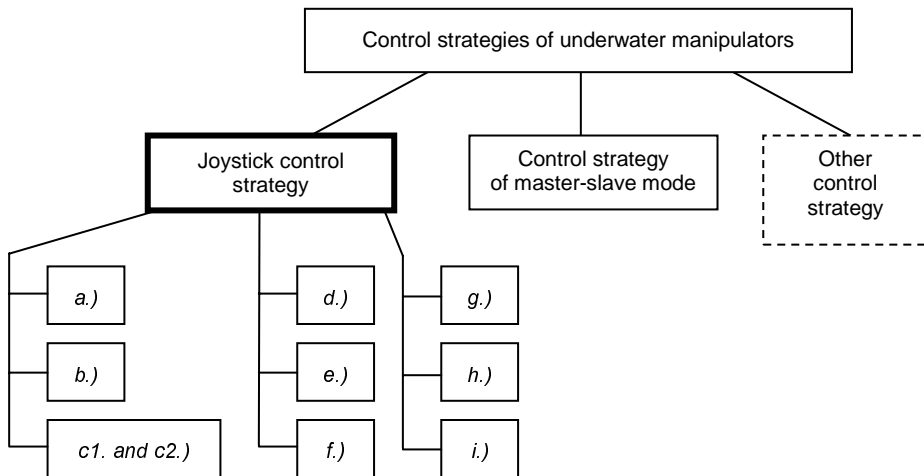 Control strategies of underwater manipulators
Joystick control
strategy
Control strategy
of master-slave mode
Other
control
strategy
a.)
d.)
g.)
b.)
e.)
h.)
c1. and c2.)
f.)
i.)